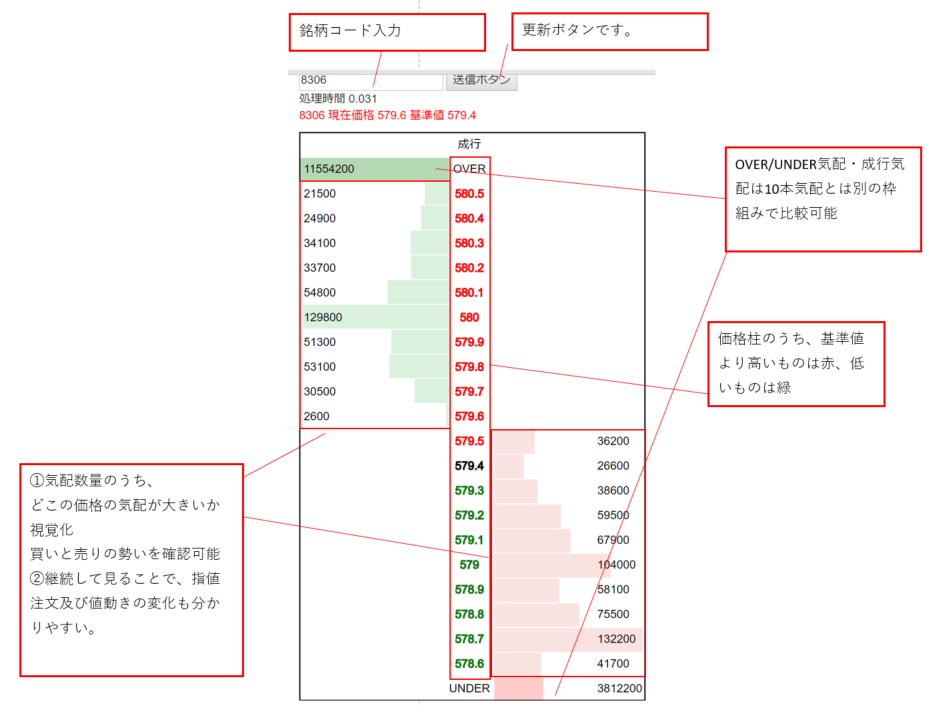 銘柄コード入力
更新ボタンです。
8306
送信ボタン
処理時間 0.031
8306 現在価格 579.6 基準値 579.4
成行
11554200 OVER
21500 580.5
24900 580.4
34100 580.3
33700 580.2
54800 580.1
129800 580
51300 579.9
53100 579.8
30500 579.7
2600 579.6
579.5 36200
579.4 26600
579.3 38600
579.2 59500
579.1 67900
579 104000
578.9 58100
578.8 75500
578.7 132200
578.6 41700
UNDER 3812200
OVER/UNDER気配・成行気
配は10本気配とは別の枠
組みで比較可能
価格柱のうち、基準値
より高いものは赤、低
いものは緑
①気配数量のうち、
どこの価格の気配が大きいか
視覚化
買いと売りの勢いを確認可能
②継続して見ることで、指値
注文及び値動きの変化も分か
りやすい。